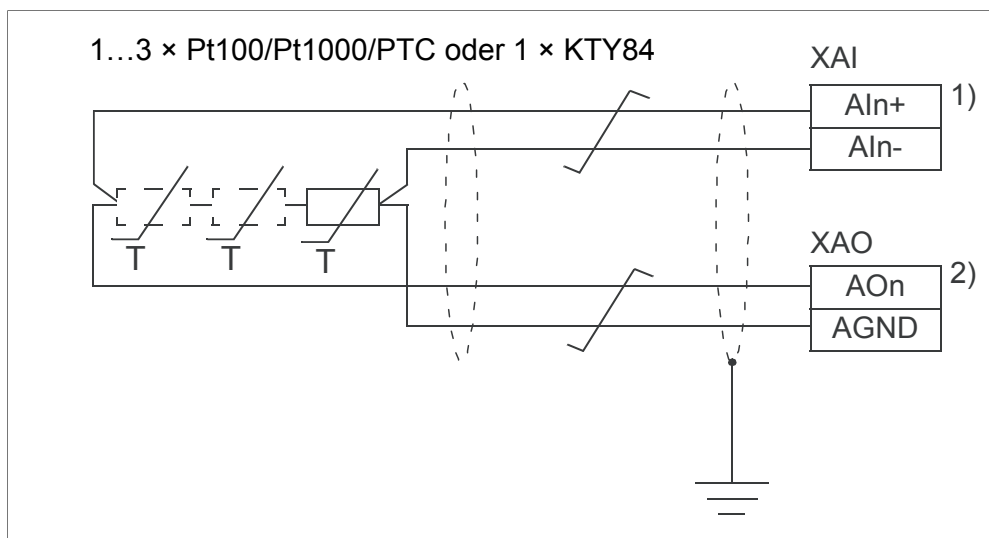 1…3 × Pt100/Pt1000/PTC oder 1 × KTY84
XAI
AIn+ 1)
AIn-
T T T
XAO
AOn 2)
AGND